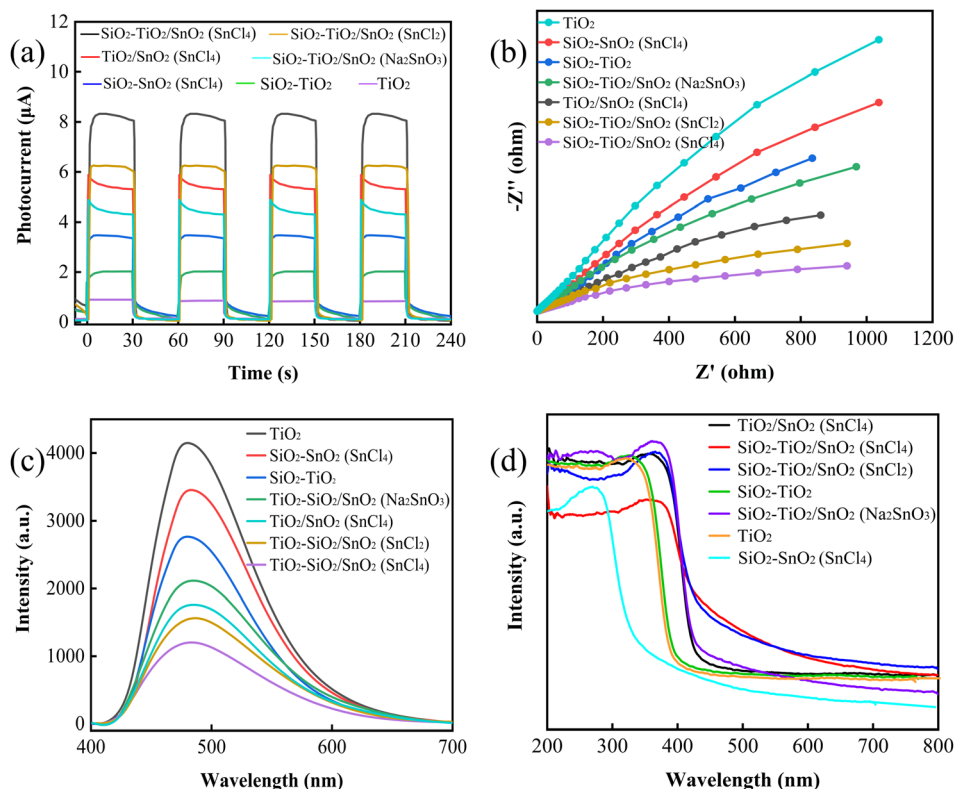 (a)
SiO₂-TiO₂/SnO₂ (SnCl₄)
SiO₂-TiO₂/SnO₂ (SnCl₂)
TiO₂/SnO₂ (SnCl₄)
SiO₂-TiO₂/SnO₂ (Na₂SnO₃)
SiO₂-SnO₂ (SnCl₄)
SiO₂-TiO₂
TiO₂
Photocurrent (μA)
12
10
8
6
4
2
0
0 30 60 90 120 150 180 210 240
Time (s)
(b)
TiO₂
SiO₂-SnO₂ (SnCl₄)
SiO₂-TiO₂
SiO₂-TiO₂/SnO₂ (Na₂SnO₃)
TiO₂/SnO₂ (SnCl₄)
SiO₂-TiO₂/SnO₂ (SnCl₂)
SiO₂-TiO₂/SnO₂ (SnCl₄)
-Z'' (ohm)
0 200 400 600 800 1000 1200
Z' (ohm)
(c)
TiO₂
SiO₂-SnO₂ (SnCl₄)
SiO₂-TiO₂
TiO₂-SiO₂/SnO₂ (Na₂SnO₃)
TiO₂/SnO₂ (SnCl₄)
TiO₂-SiO₂/SnO₂ (SnCl₂)
TiO₂-SiO₂/SnO₂ (SnCl₄)
Intensity (a.u.)
4000
3000
2000
1000
0
400 500 600 700
Wavelength (nm)
(d)
TiO₂/SnO₂ (SnCl₄)
SiO₂-TiO₂/SnO₂ (SnCl₄)
SiO₂-TiO₂/SnO₂ (SnCl₂)
SiO₂-TiO₂
SiO₂-TiO₂/SnO₂ (Na₂SnO₃)
TiO₂
SiO₂-SnO₂ (SnCl₄)
Intensity (a.u.)
200 300 400 500 600 700 800
Wavelength (nm)